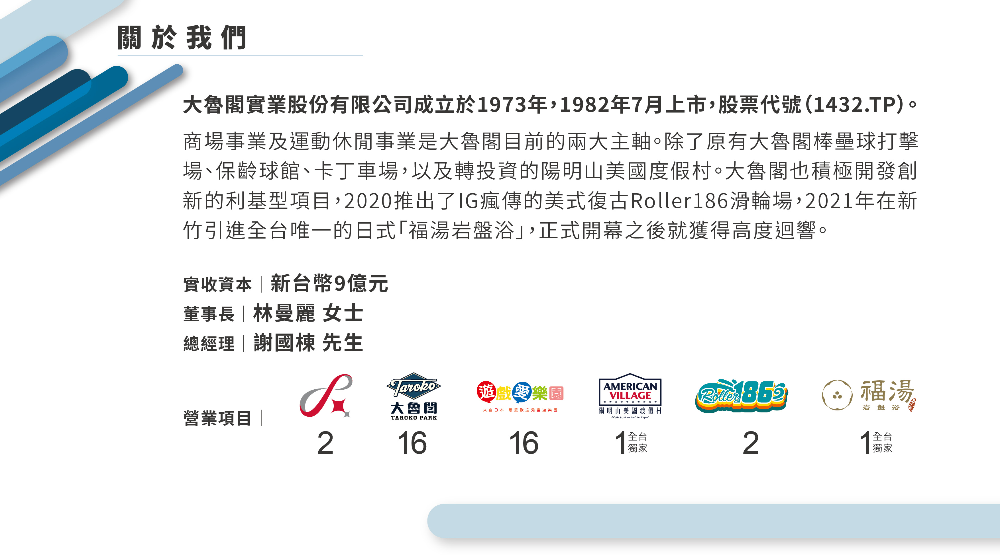 關於我們
大魯閣實業股份有限公司成立於1973年，1982年7月上市，股票代號（1432.TP）。
商場事業及運動休閒事業是大魯閣目前的兩大主軸。除了原有大魯閣棒壘球打擊
場、保齡球館、卡丁車場，以及轉投資的陽明山美國度假村。大魯閣也積極開發創
新的利基型項目，2020推出了IG瘋傳的美式復古Roller186滑輪場，2021年在新
竹引進全台唯一的日式「福湯岩盤浴」，正式開幕之後就獲得高度迴響。
實收資本｜新台幣9億元
董事長｜林曼麗 女士
總經理｜謝國棟 先生
營業項目｜
2
Taroko
大魯閣
TAROKO PARK
16
遊戲愛樂園
來自日本 最受歡迎兒童遊樂園
16
AMERICAN
VILLAGE
陽明山美國渡假村
Style 80's resort in Taipei
1全台
獨家
Roller186
2
福湯
岩盤浴
1全台
獨家